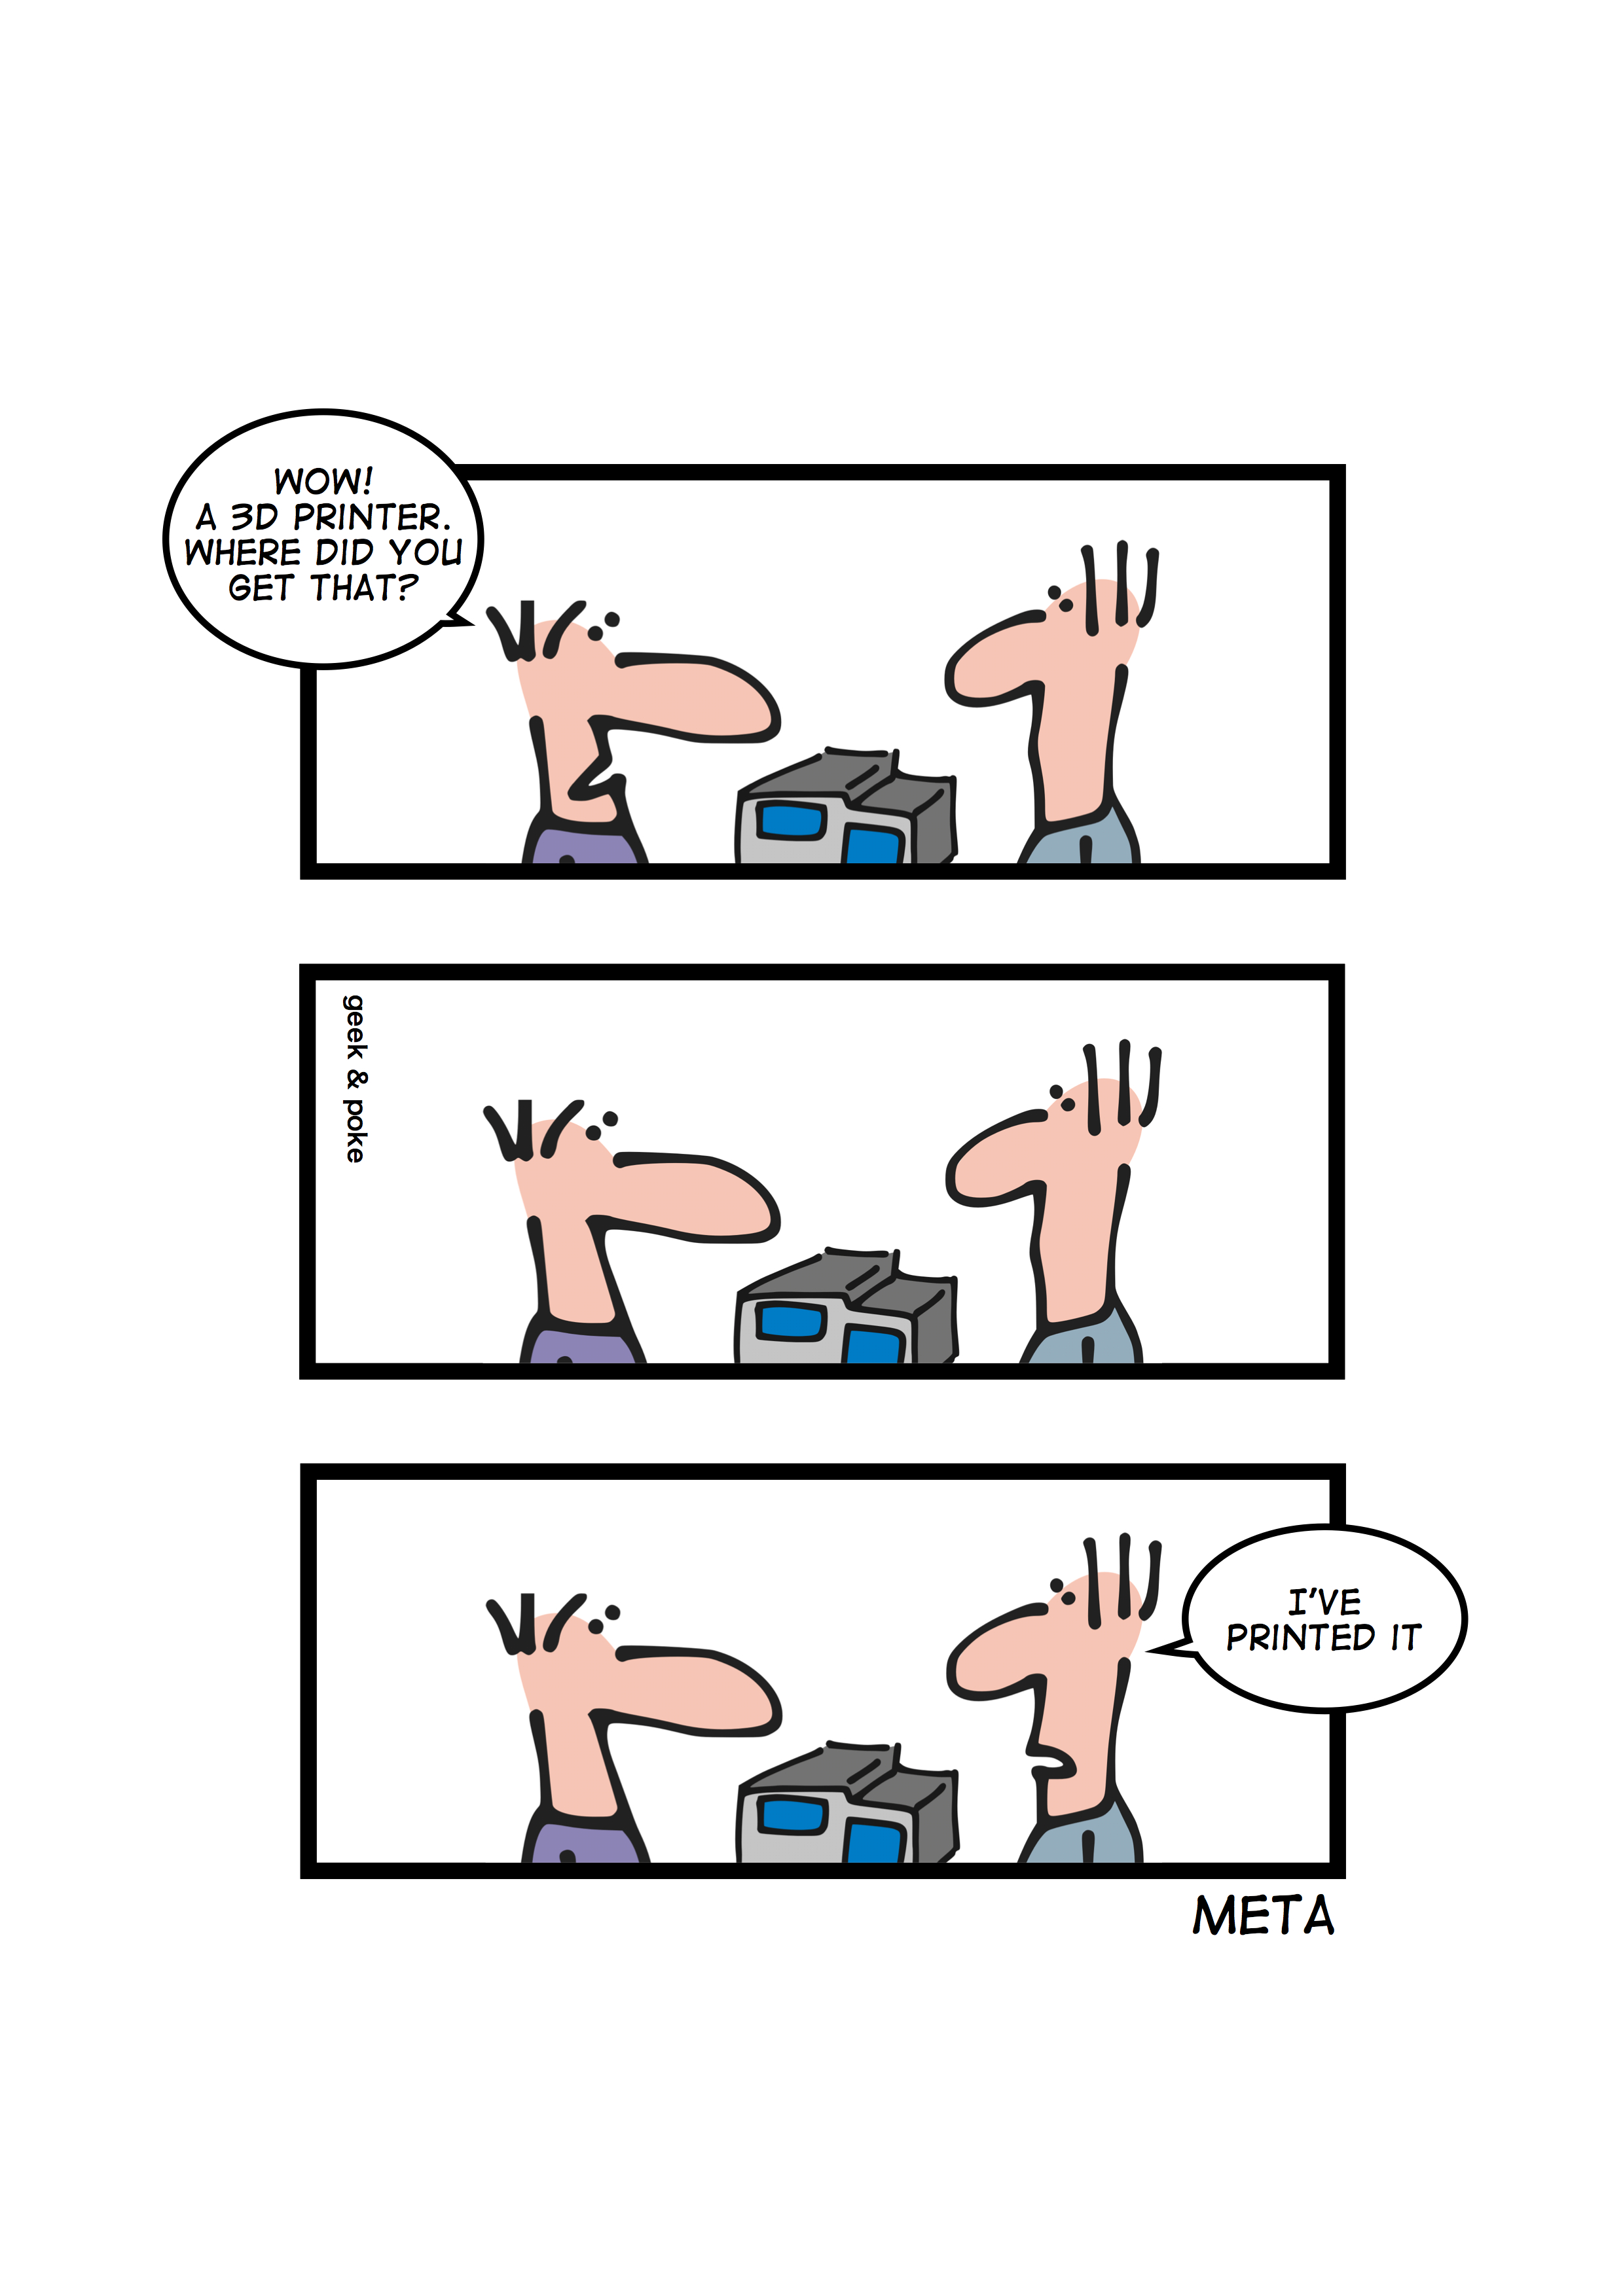 WOW!
A 3D PRINTER.
WHERE DID YOU
GET THAT?
geek & poke
I'VE
PRINTED IT
META